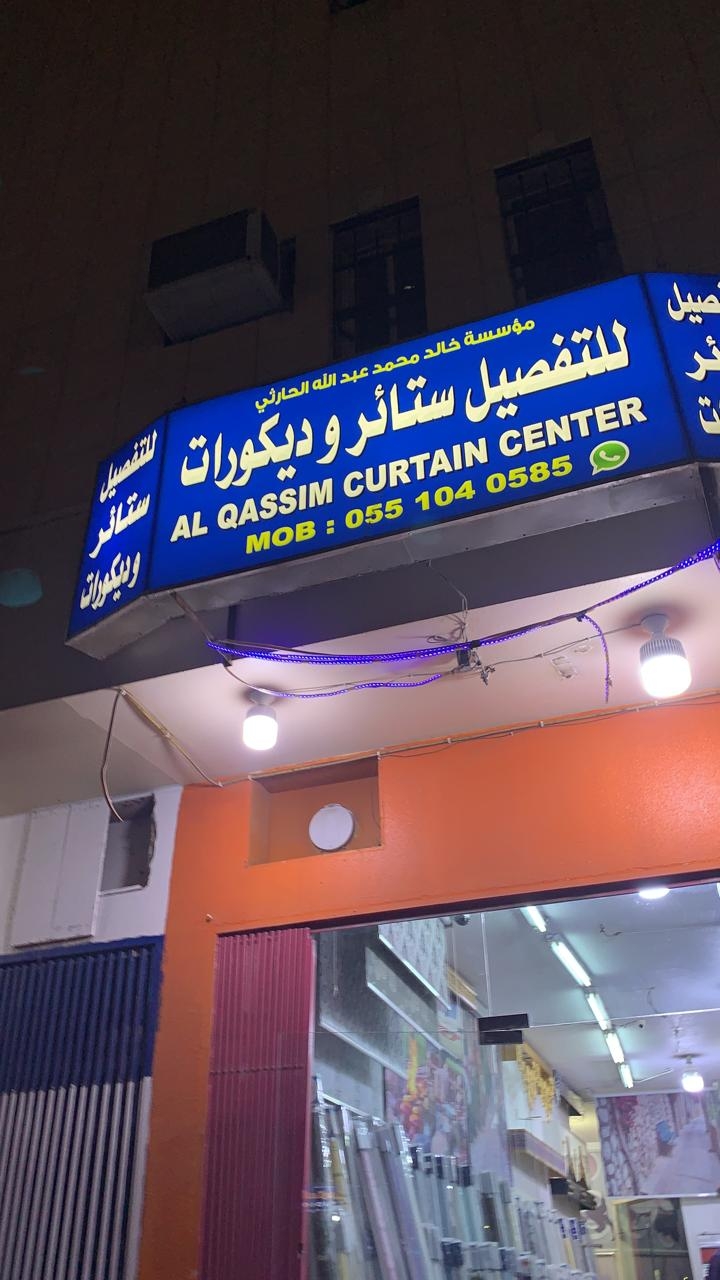 مؤسسة خالد محمد عبد الله الحارثي
للتفصيل ستائر وديكورات
AL QASSIM CURTAIN CENTER
MOB : 055 104 0585
للتفصيل
ستائر
وديكورات